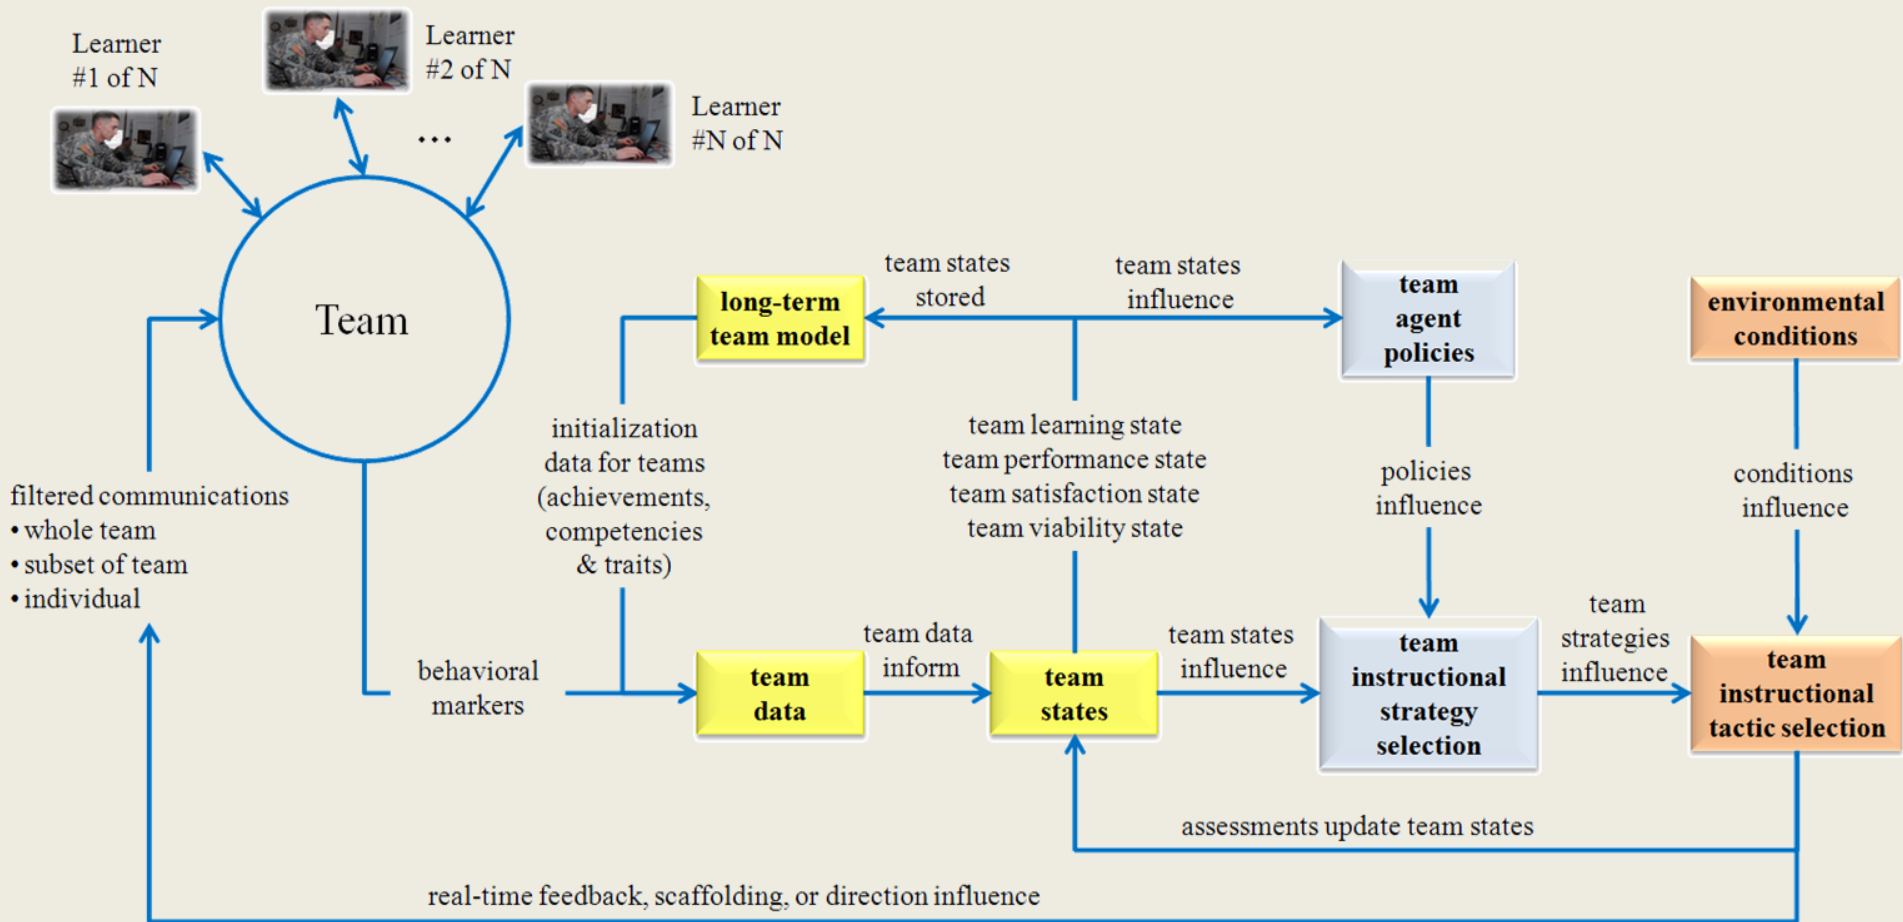 Learner
#1 of N
Learner
#2 of N
...
Learner
#N of N
Team
filtered communications
• whole team
• subset of team
• individual
behavioral
markers
initialization
data for teams
(achievements,
competencies
& traits)
long-term
team model
team states
stored
team states
influence
team
agent
policies
environmental
conditions
team learning state
team performance state
team satisfaction state
team viability state
policies
influence
conditions
influence
team
data
team data
inform
team
states
team states
influence
team
instructional
strategy
selection
team
strategies
influence
team
instructional
tactic selection
assessments update team states
real-time feedback, scaffolding, or direction influence